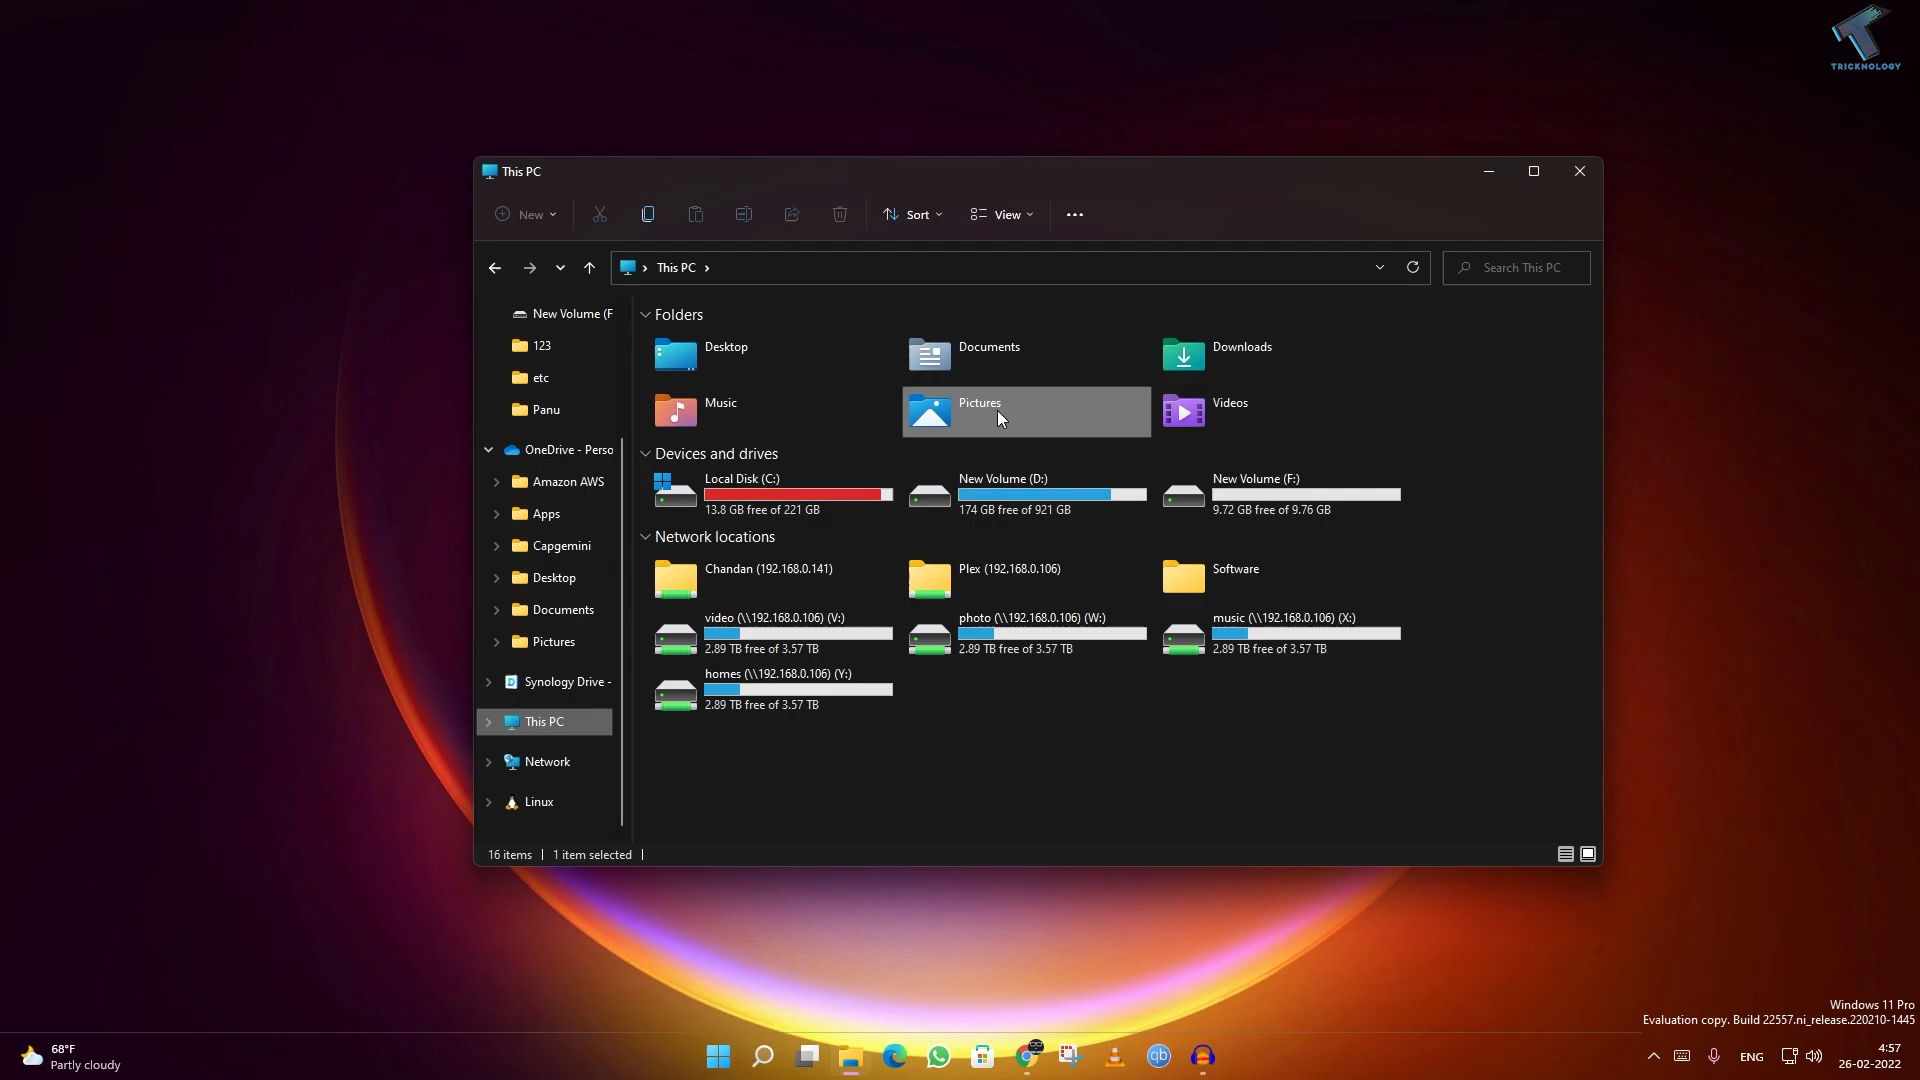 TRICKNOLOGY
This PC
New
Sort
View
This PC
Search This PC
New Volume (F
123
etc
Panu
OneDrive - Perso
Amazon AWS
Apps
Capgemini
Desktop
Documents
Pictures
Synology Drive -
This PC
Network
Linux
Folders
Desktop
Documents
Downloads
Music
Pictures
Videos
Devices and drives
Local Disk (C:)
13.8 GB free of 221 GB
New Volume (D:)
174 GB free of 921 GB
New Volume (F:)
9.72 GB free of 9.76 GB
Network locations
Chandan (192.168.0.141)
Plex (192.168.0.106)
Software
video (\\192.168.0.106) (V:)
2.89 TB free of 3.57 TB
photo (\\192.168.0.106) (W:)
2.89 TB free of 3.57 TB
music (\\192.168.0.106) (X:)
2.89 TB free of 3.57 TB
homes (\\192.168.0.106) (Y:)
2.89 TB free of 3.57 TB
16 items
1 item selected
Windows 11 Pro
Evaluation copy. Build 22557.ni_release.220210-1445
68°F
Partly cloudy
qb
ENG
4:57
26-02-2022